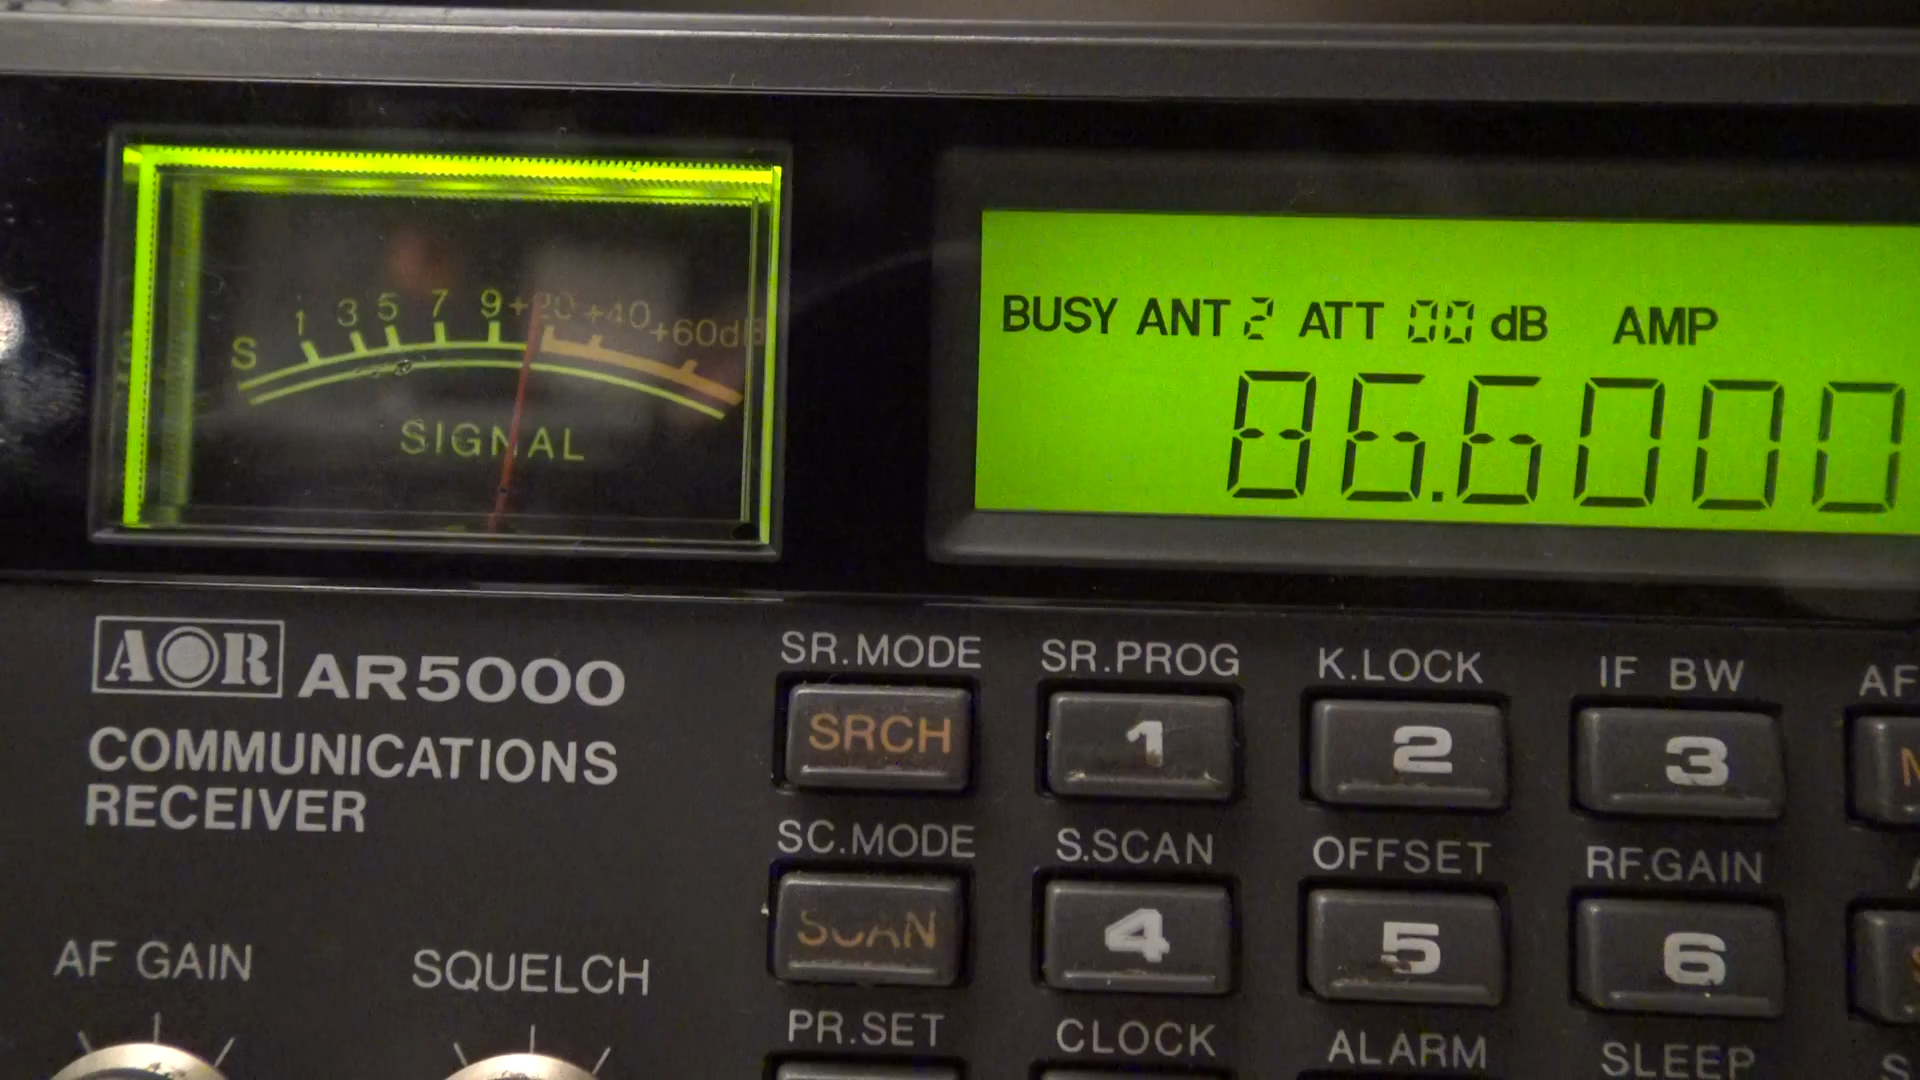 S 1 3 5 7 9 +20 +40 +60dB
SIGNAL
BUSY ANT 2 ATT 00 dB AMP
86.6000
AOR AR5000
COMMUNICATIONS
RECEIVER
SR.MODE SR.PROG K.LOCK IF BW AF
SRCH 1 2 3
SC.MODE S.SCAN OFFSET RF.GAIN
SCAN 4 5 6
AF GAIN SQUELCH
PR.SET CLOCK ALARM SLEEP